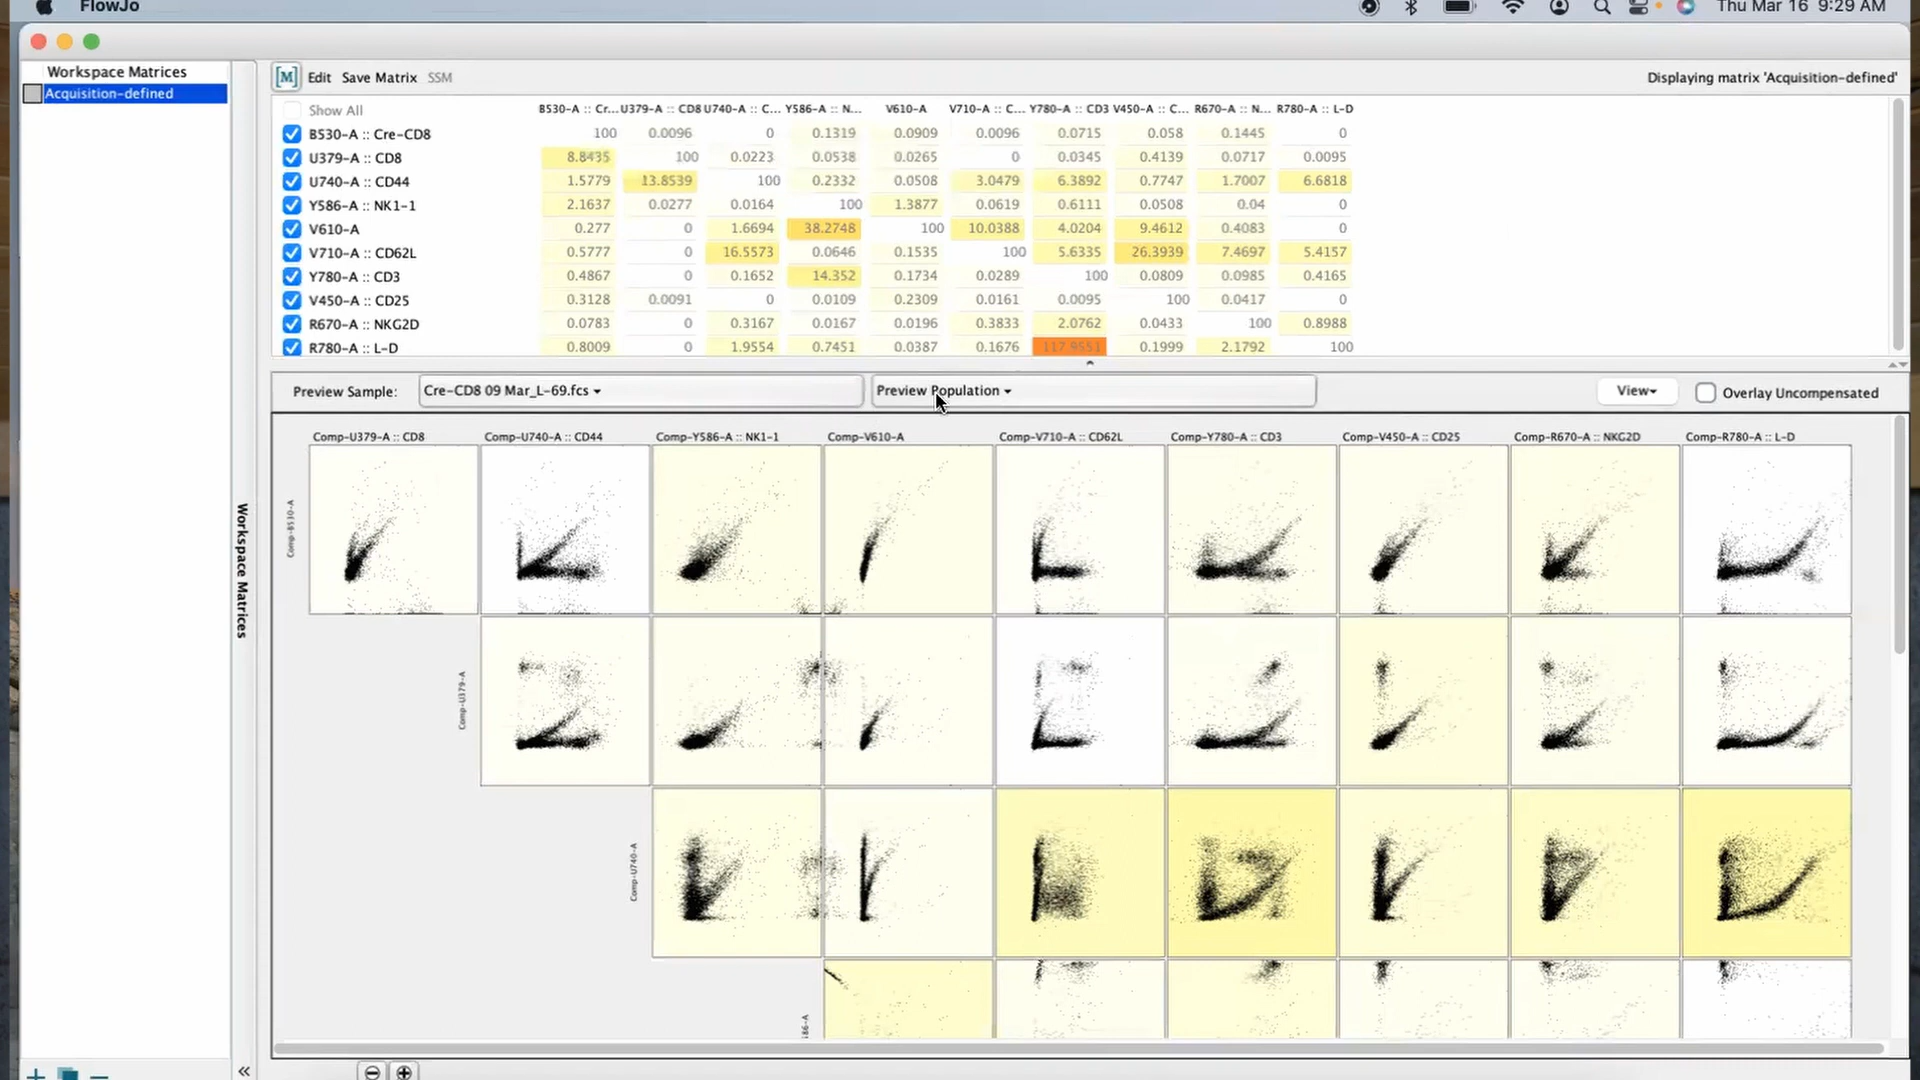 FlowJo
Thu Mar 16 9:29 AM
Workspace Matrices
Acquisition-defined
Edit Save Matrix SSM
Displaying matrix 'Acquisition-defined'
Show All B530-A :: Cr... U379-A :: CD8 U740-A :: C... Y586-A :: N... V610-A V710-A :: C... Y780-A :: CD3 V450-A :: C... R670-A :: N... R780-A :: L-D
B530-A :: Cre-CD8 100 0.0096 0 0.1319 0.0909 0.0096 0.0715 0.058 0.1445 0
U379-A :: CD8 8.8435 100 0.0223 0.0538 0.0265 0 0.0345 0.4139 0.0717 0.0095
U740-A :: CD44 1.5779 13.8539 100 0.2332 0.0508 3.0479 6.3892 0.7747 1.7007 6.6818
Y586-A :: NK1-1 2.1637 0.0277 0.0164 100 1.3877 0.0619 0.6111 0.0508 0.04 0
V610-A 0.277 0 1.6694 38.2748 100 10.0388 4.0204 9.4612 0.4083 0
V710-A :: CD62L 0.5777 0 16.5573 0.0646 0.1535 100 5.6335 26.3939 7.4697 5.4157
Y780-A :: CD3 0.4867 0 0.1652 14.352 0.1734 0.0289 100 0.0809 0.0985 0.4165
V450-A :: CD25 0.3128 0.0091 0 0.0109 0.2309 0.0161 0.0095 100 0.0417 0
R670-A :: NKG2D 0.0783 0 0.3167 0.0167 0.0196 0.3833 2.0762 0.0433 100 0.8988
R780-A :: L-D 0.8009 0 1.9554 0.7451 0.0387 0.1676 117.9551 0.1999 2.1792 100
Preview Sample: Cre-CD8 09 Mar_L-69.fcs Preview Population View Overlay Uncompensated
Comp-U379-A :: CD8 Comp-U740-A :: CD44 Comp-Y586-A :: NK1-1 Comp-V610-A Comp-V710-A :: CD62L Comp-Y780-A :: CD3 Comp-V450-A :: CD25 Comp-R670-A :: NKG2D Comp-R780-A :: L-D
Comp-B530-A
Workspace Matrices
Comp-U379-A
Comp-U740-A